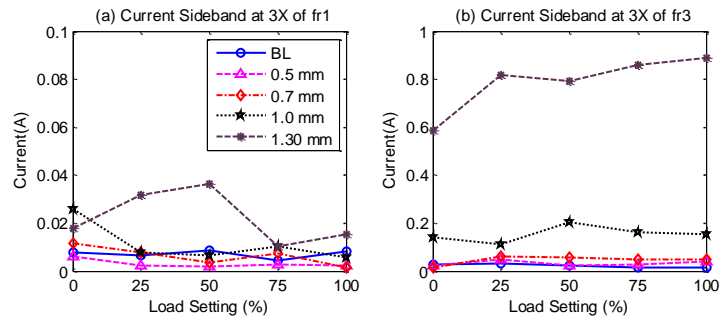 (a) Current Sideband at 3X of fr1
0.1
0.08
0.06
0.04
0.02
0
Current(A)
BL
0.5 mm
0.7 mm
1.0 mm
1.30 mm
0 25 50 75 100
Load Setting (%)
(b) Current Sideband at 3X of fr3
1
0.8
0.6
0.4
0.2
0
Current(A)
0 25 50 75 100
Load Setting (%)